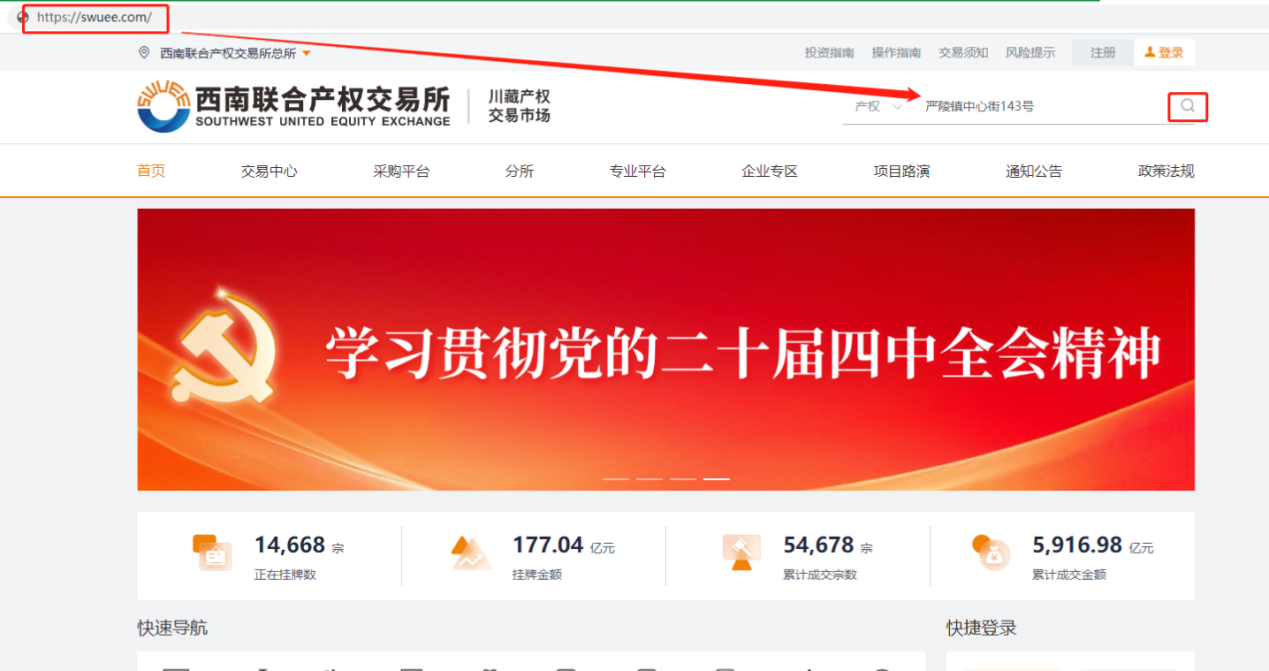 https://swuee.com/
西南联合产权交易所总所
投资指南 操作指南 交易须知 风险提示 注册 登录
SWUEE
西南联合产权交易所
SOUTHWEST UNITED EQUITY EXCHANGE
川藏产权
交易市场
产权 严陵镇中心街143号
首页 交易中心 采购平台 分所 专业平台 企业专区 项目路演 通知公告 政策法规
学习贯彻党的二十届四中全会精神
14,668 宗 177.04 亿元 54,678 宗 5,916.98 亿元
正在挂牌数 挂牌金额 累计成交宗数 累计成交金额
快速导航 快捷登录